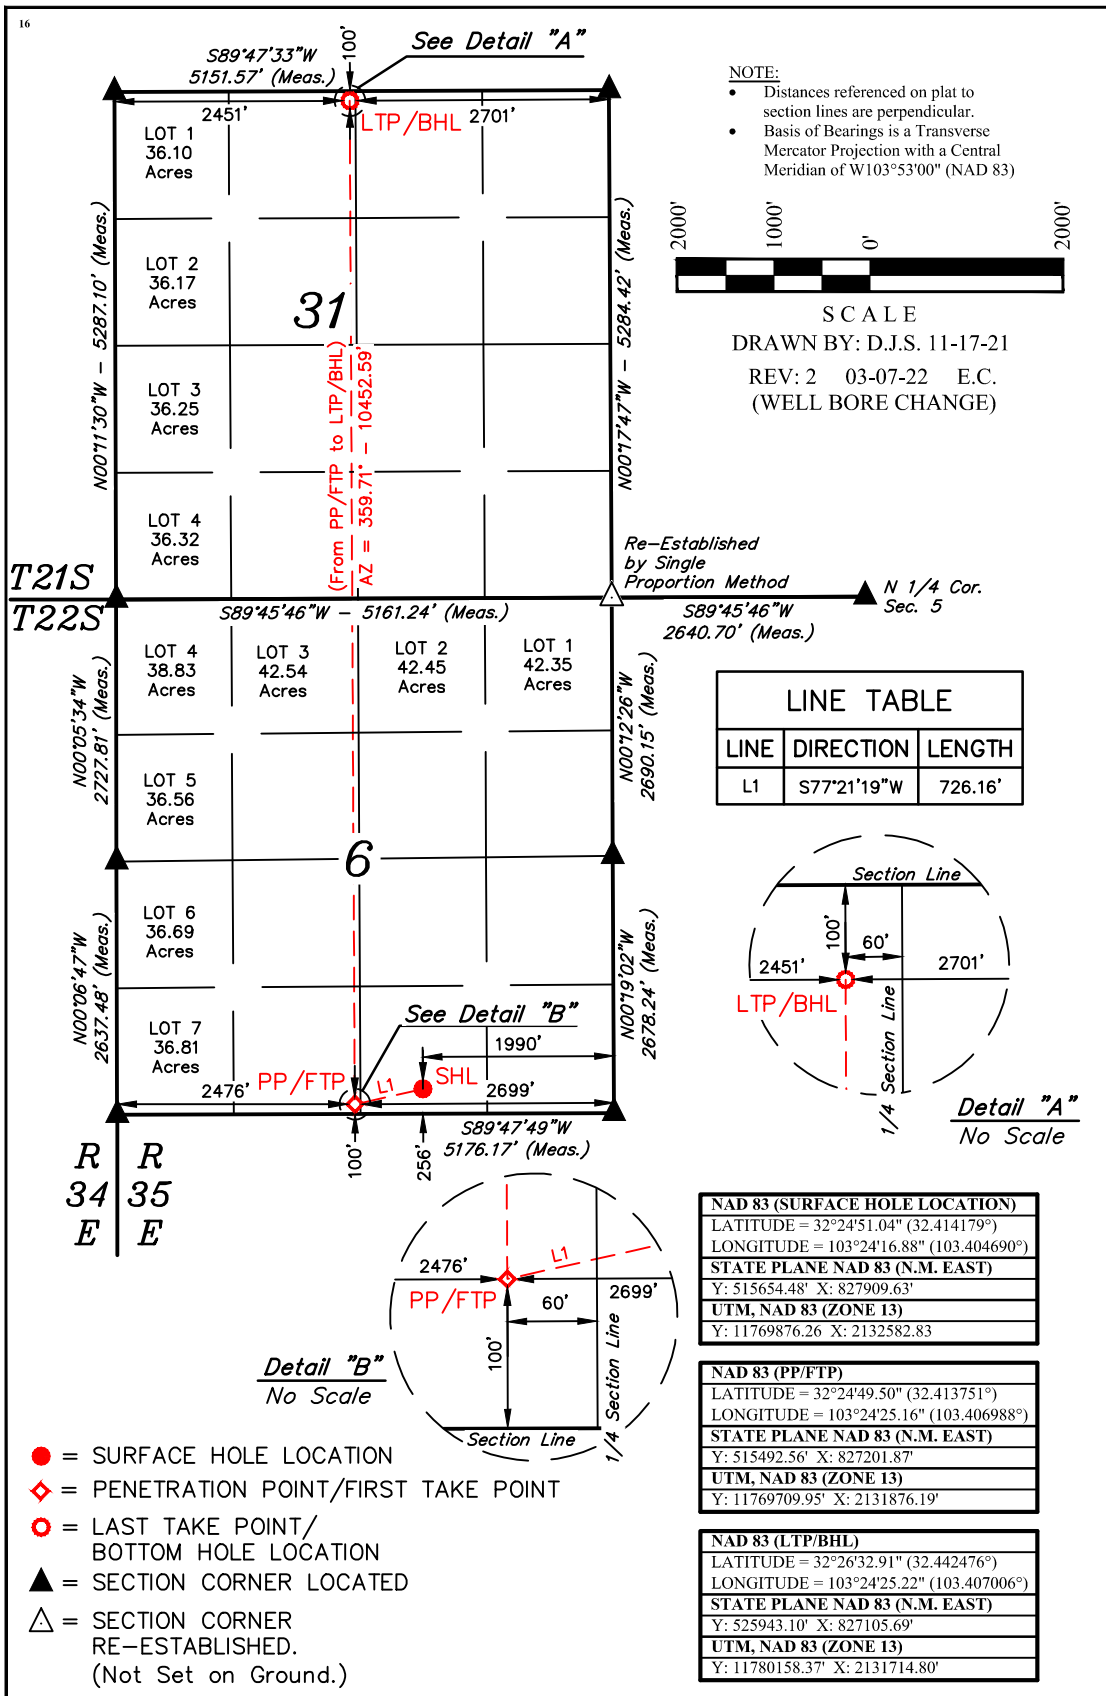 16
S89°47'33"W
5151.57' (Meas.)
100'
See Detail "A"
2451'
2701'
LTP/BHL
LOT 1
36.10
Acres
LOT 2
36.17
Acres
31
LOT 3
36.25
Acres
LOT 4
36.32
Acres
N00°11'30"W - 5287.10' (Meas.)
N00°17'47"W - 5284.42' (Meas.)
(From PP/FTP to LTP/BHL)
AZ = 359.71° - 10452.59'
NOTE:
• Distances referenced on plat to
section lines are perpendicular.
• Basis of Bearings is a Transverse
Mercator Projection with a Central
Meridian of W103°53'00" (NAD 83)
2000'
1000'
0'
2000'
SCALE
DRAWN BY: D.J.S. 11-17-21
REV: 2 03-07-22 E.C.
(WELL BORE CHANGE)
Re-Established
by Single
Proportion Method
T21S
T22S
S89°45'46"W - 5161.24' (Meas.)
S89°45'46"W
2640.70' (Meas.)
N 1/4 Cor.
Sec. 5
LOT 4
38.83
Acres
LOT 3
42.54
Acres
LOT 2
42.45
Acres
LOT 1
42.35
Acres
N00°05'34"W
2727.81' (Meas.)
N00°12'26"W
2690.15' (Meas.)
LOT 5
36.56
Acres
6
LOT 6
36.69
Acres
LOT 7
36.81
Acres
N00°06'47"W
2637.48' (Meas.)
N00°19'02"W
2678.24' (Meas.)
See Detail "B"
1990'
PP/FTP
L1
SHL
2476'
2699'
S89°47'49"W
5176.17' (Meas.)
100'
256'
R
34
E
R
35
E
LINE TABLE
LINE DIRECTION LENGTH
L1 S77°21'19"W 726.16'
Section Line
100'
60'
2451'
2701'
LTP/BHL
1/4 Section Line
Detail "A"
No Scale
2476'
L1
PP/FTP
2699'
60'
100'
Section Line
1/4 Section Line
Detail "B"
No Scale
NAD 83 (SURFACE HOLE LOCATION)
LATITUDE = 32°24'51.04" (32.414179°)
LONGITUDE = 103°24'16.88" (103.404690°)
STATE PLANE NAD 83 (N.M. EAST)
Y: 515654.48' X: 827909.63'
UTM, NAD 83 (ZONE 13)
Y: 11769876.26 X: 2132582.83
NAD 83 (PP/FTP)
LATITUDE = 32°24'49.50" (32.413751°)
LONGITUDE = 103°24'25.16" (103.406988°)
STATE PLANE NAD 83 (N.M. EAST)
Y: 515492.56' X: 827201.87'
UTM, NAD 83 (ZONE 13)
Y: 11769709.95' X: 2131876.19'
NAD 83 (LTP/BHL)
LATITUDE = 32°26'32.91" (32.442476°)
LONGITUDE = 103°24'25.22" (103.407006°)
STATE PLANE NAD 83 (N.M. EAST)
Y: 525943.10' X: 827105.69'
UTM, NAD 83 (ZONE 13)
Y: 11780158.37' X: 2131714.80'
= SURFACE HOLE LOCATION
= PENETRATION POINT/FIRST TAKE POINT
= LAST TAKE POINT/
BOTTOM HOLE LOCATION
= SECTION CORNER LOCATED
= SECTION CORNER
RE-ESTABLISHED.
(Not Set on Ground.)